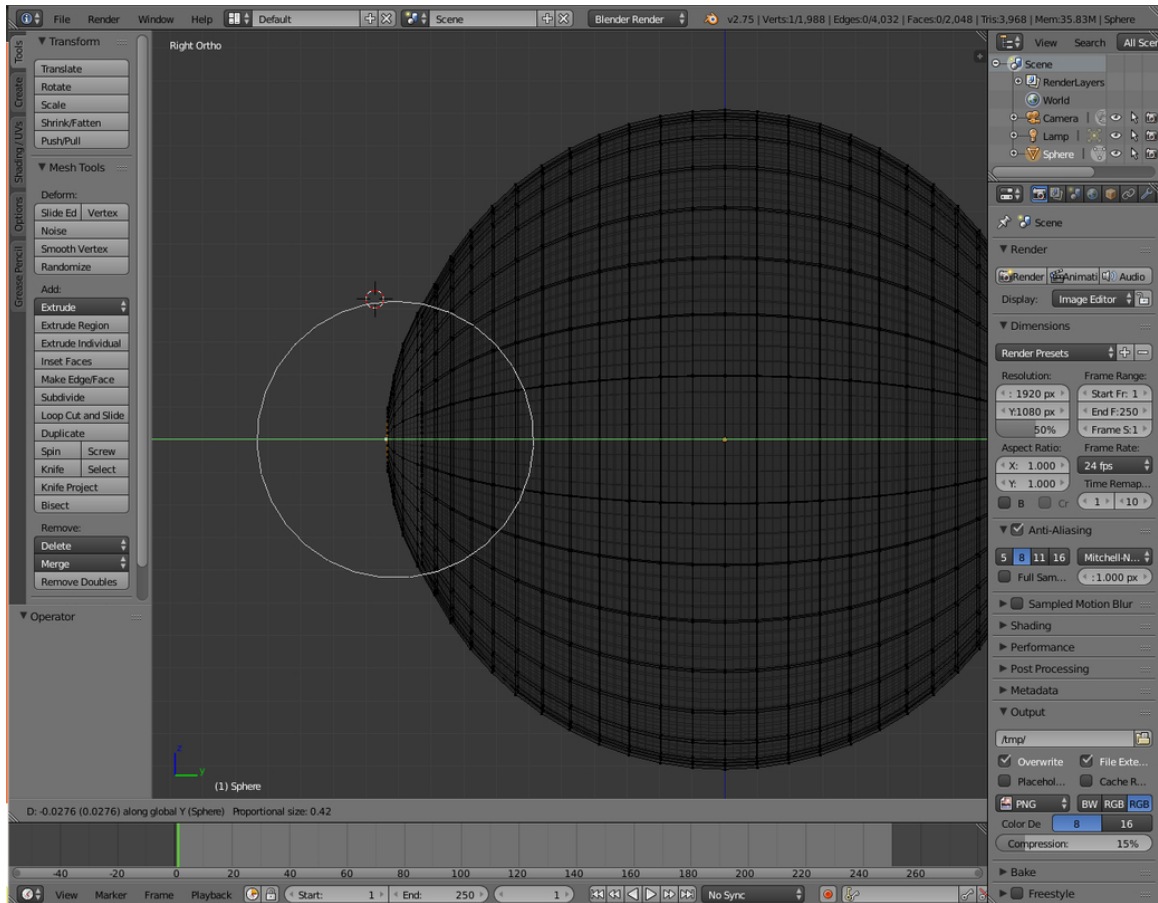 File Render Window Help Default Scene Blender Render v2.75 | Verts:1/1,988 | Edges:0/4,032 | Faces:0/2,048 | Tris:3,968 | Mem:35.83M | Sphere
Tools
Create
Shading / UVs
Options
Grease Pencil
Transform
Translate
Rotate
Scale
Shrink/Fatten
Push/Pull
Mesh Tools
Deform:
Slide Ed Vertex
Noise
Smooth Vertex
Randomize
Add:
Extrude
Extrude Region
Extrude Individual
Inset Faces
Make Edge/Face
Subdivide
Loop Cut and Slide
Duplicate
Spin Screw
Knife Select
Knife Project
Bisect
Remove:
Delete
Merge
Remove Doubles
Operator
Right Ortho
z
y
(1) Sphere
D: -0.0276 (0.0276) along global Y (Sphere) Proportional size: 0.42
View Search All Scer
Scene
RenderLayers
World
Camera
Lamp
Sphere
Scene
Render
Render Animati Audio
Display: Image Editor
Dimensions
Render Presets
Resolution: Frame Range:
: 1920 px Start Fr: 1
Y:1080 px End F:250
50% Frame S:1
Aspect Ratio: Frame Rate:
X: 1.000 24 fps
Y: 1.000 Time Remap...
B Cr 1 10
Anti-Aliasing
5 8 11 16 Mitchell-N...
Full Sam... :1.000 px
Sampled Motion Blur
Shading
Performance
Post Processing
Metadata
Output
/tmp/
Overwrite File Exte...
Placehol... Cache R...
PNG BW RGB RGB
Color De 8 16
Compression: 15%
Bake
Freestyle
-40 -20 0 20 40 60 80 100 120 140 160 180 200 220 240 260
View Marker Frame Playback Start: 1 End: 250 1 No Sync